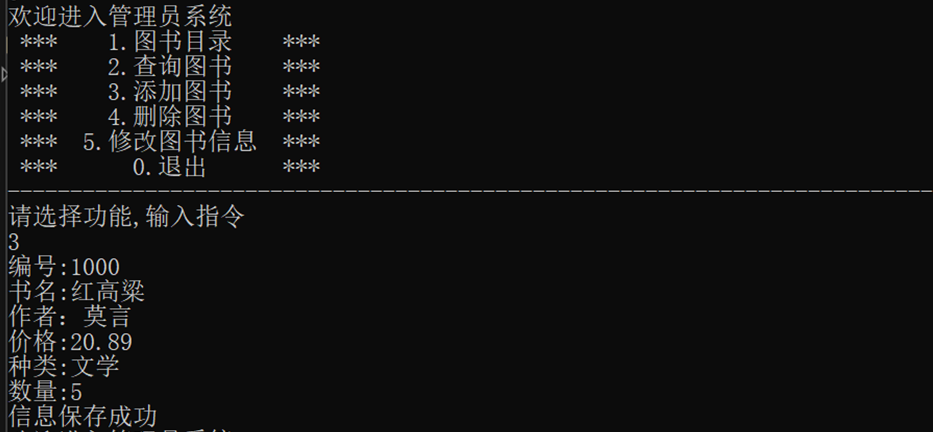 欢迎进入管理员系统
*** 1.图书目录 ***
*** 2.查询图书 ***
*** 3.添加图书 ***
*** 4.删除图书 ***
*** 5.修改图书信息 ***
*** 0.退出 ***
--------------------------------------------------------------------------
请选择功能,输入指令
3
编号:1000
书名:红高粱
作者：莫言
价格:20.89
种类:文学
数量:5
信息保存成功